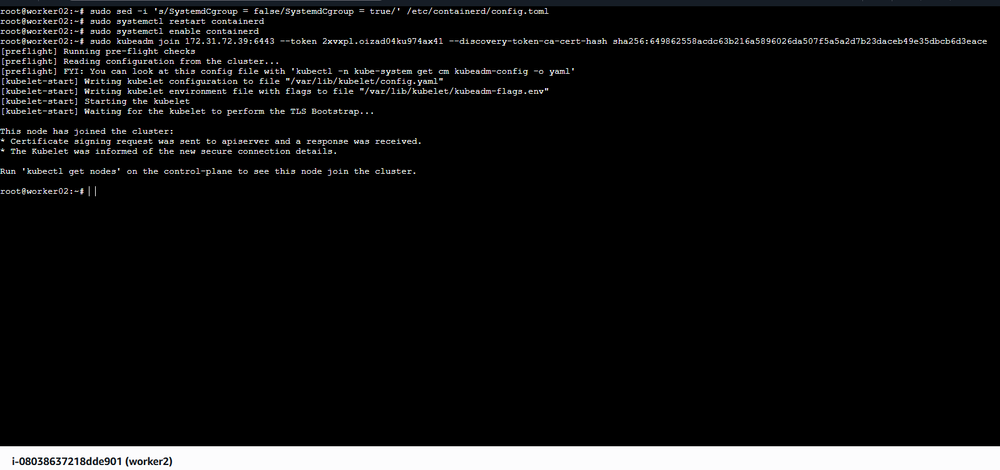 root@worker02:~# sudo sed -i 's/SystemdCgroup = false/SystemdCgroup = true/' /etc/containerd/config.toml
root@worker02:~# sudo systemctl restart containerd
root@worker02:~# sudo systemctl enable containerd
root@worker02:~# sudo kubeadm join 172.31.72.39:6443 --token 2xvxpl.oizad04ku974ax41 --discovery-token-ca-cert-hash sha256:649862558acdc63b216a5896026da507f5a5a2d7b23daceb49e35dbcb6d3eace
[preflight] Running pre-flight checks
[preflight] Reading configuration from the cluster...
[preflight] FYI: You can look at this config file with 'kubectl -n kube-system get cm kubeadm-config -o yaml'
[kubelet-start] Writing kubelet configuration to file "/var/lib/kubelet/config.yaml"
[kubelet-start] Writing kubelet environment file with flags to file "/var/lib/kubelet/kubeadm-flags.env"
[kubelet-start] Starting the kubelet
[kubelet-start] Waiting for the kubelet to perform the TLS Bootstrap...
This node has joined the cluster:
* Certificate signing request was sent to apiserver and a response was received.
* The Kubelet was informed of the new secure connection details.
Run 'kubectl get nodes' on the control-plane to see this node join the cluster.
root@worker02:~#
i-08038637218dde901 (worker2)